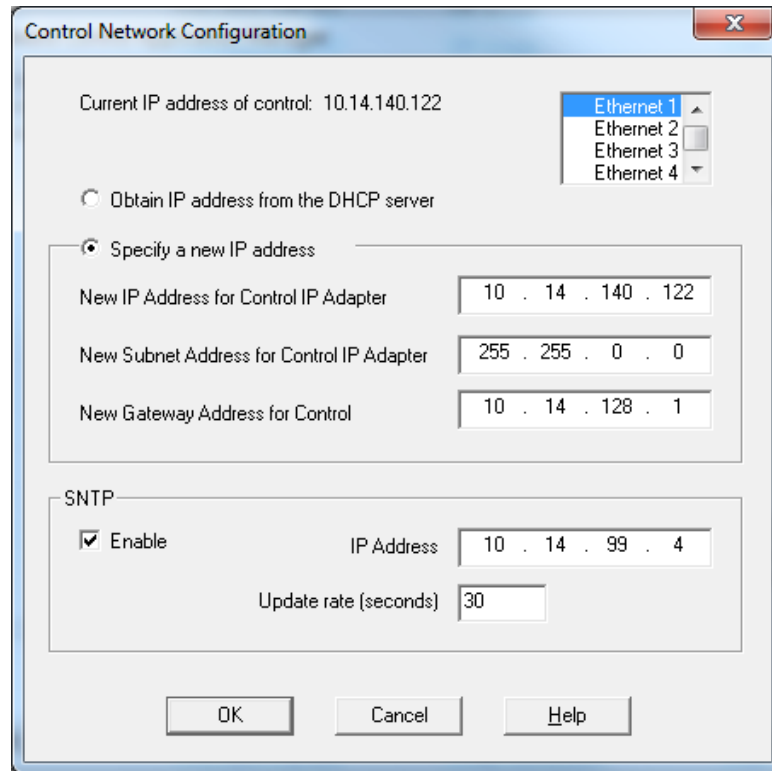 Control Network Configuration
Current IP address of control: 10.14.140.122
Ethernet 1
Ethernet 2
Ethernet 3
Ethernet 4
Obtain IP address from the DHCP server
Specify a new IP address
New IP Address for Control IP Adapter 10 . 14 . 140 . 122
New Subnet Address for Control IP Adapter 255 . 255 . 0 . 0
New Gateway Address for Control 10 . 14 . 128 . 1
SNTP
Enable IP Address 10 . 14 . 99 . 4
Update rate (seconds) 30
OK Cancel Help